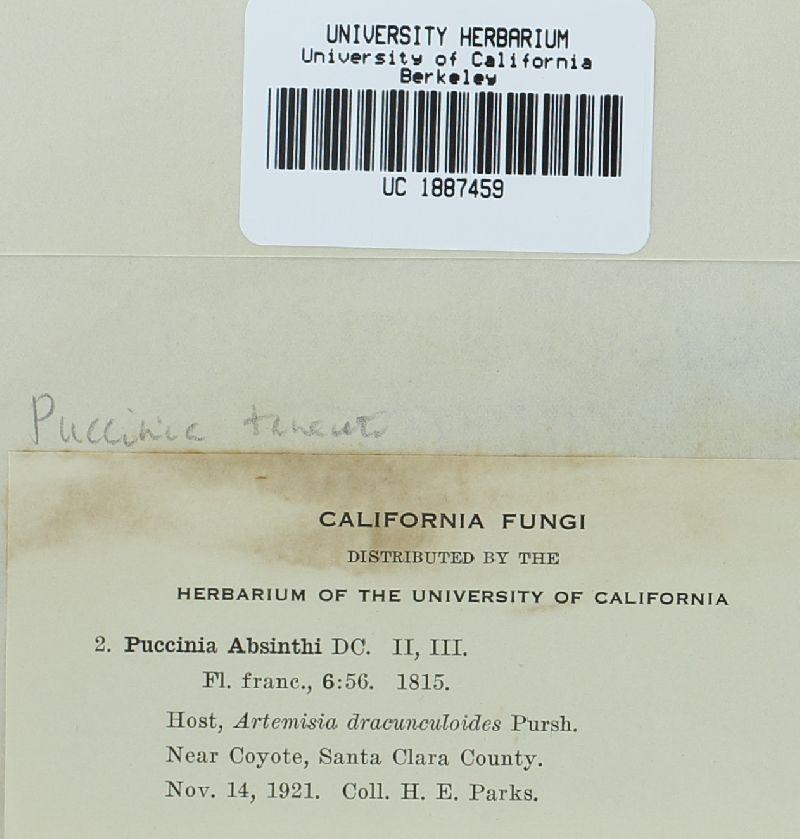 UNIVERSITY HERBARIUM
University of California
Berkeley
UC 1887459
Puccinia
CALIFORNIA FUNGI
DISTRIBUTED BY THE
HERBARIUM OF THE UNIVERSITY OF CALIFORNIA
2. Puccinia Absinthi DC. II, III.
Fl. franc., 6:56. 1815.
Host, Artemisia dracunculoides Pursh.
Near Coyote, Santa Clara County.
Nov. 14, 1921. Coll. H. E. Parks.